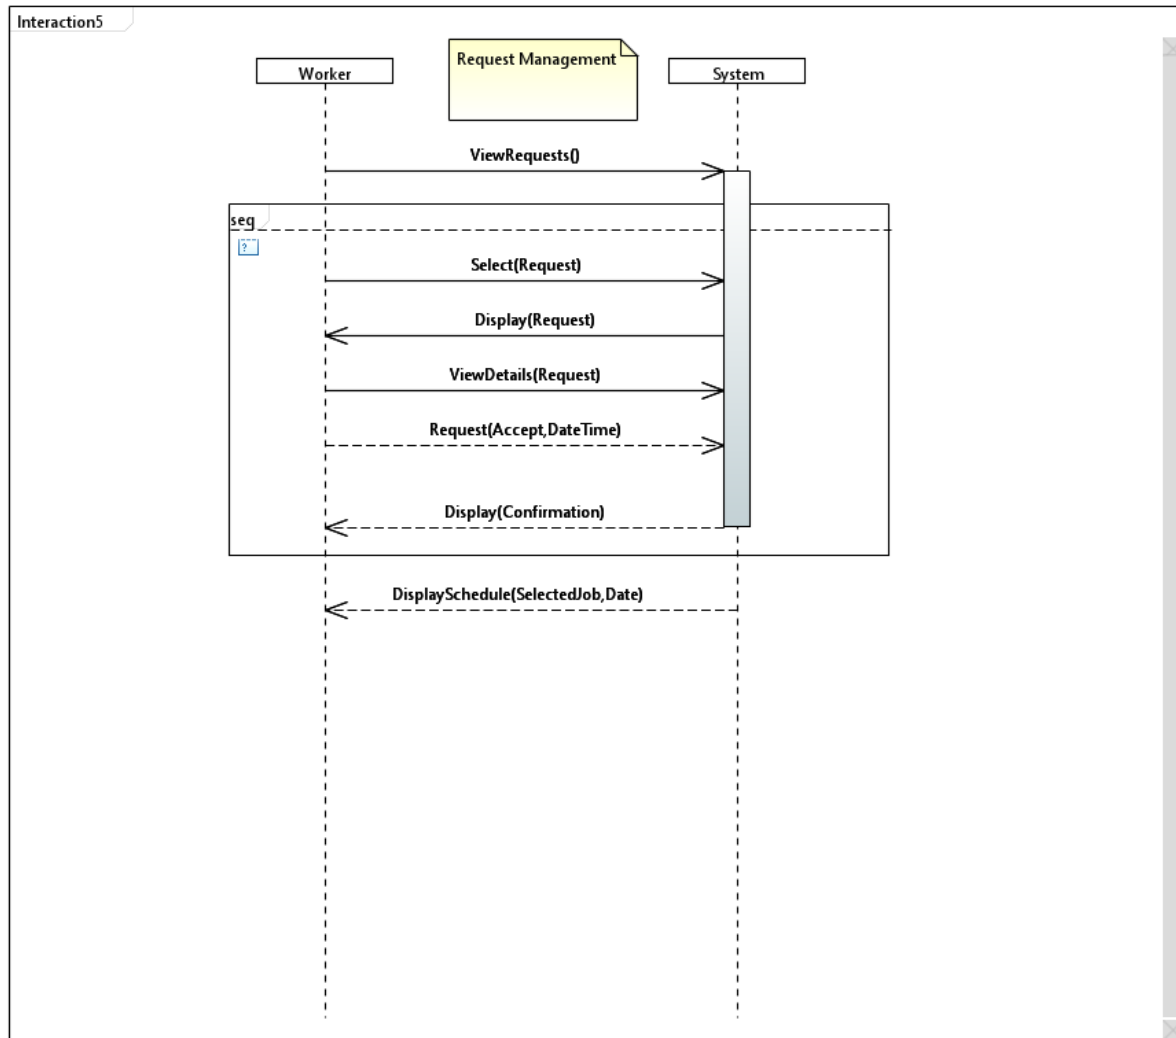 Interaction5
Worker
Request Management
System
ViewRequests()
seq
?
Select(Request)
Display(Request)
ViewDetails(Request)
Request(Accept,DateTime)
Display(Confirmation)
DisplaySchedule(SelectedJob,Date)